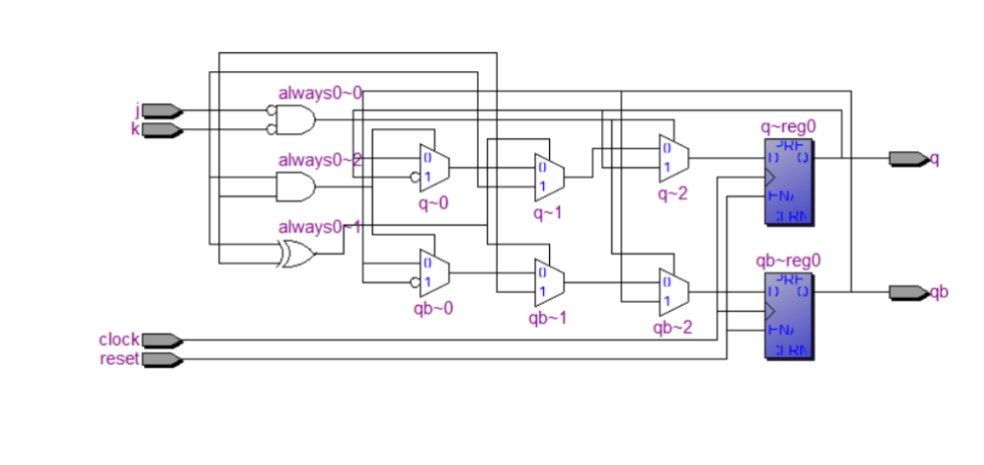 always0~0
j
k
q~reg0
PRE
D Q
ENA
CLRN
q
0
1
q~2
always0~2
0
1
q~0
0
1
q~1
always0~1
qb~reg0
PRE
D Q
ENA
CLRN
qb
0
1
qb~0
0
1
qb~1
0
1
qb~2
clock
reset